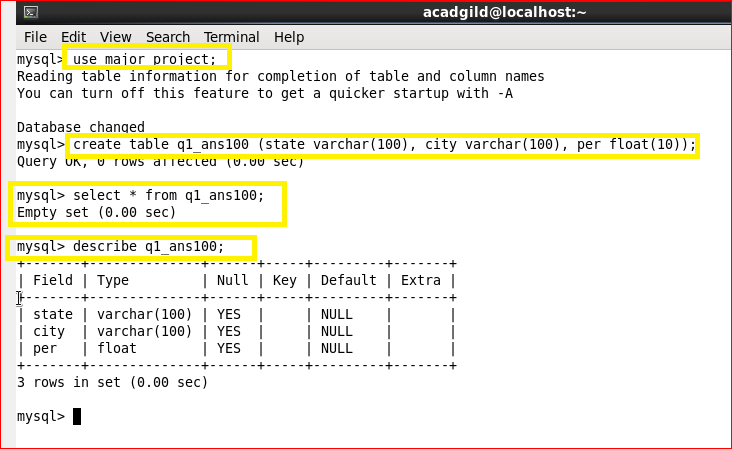 acadgild@localhost:~
File Edit View Search Terminal Help
mysql> use major_project;
Reading table information for completion of table and column names
You can turn off this feature to get a quicker startup with -A
Database changed
mysql> create table q1_ans100 (state varchar(100), city varchar(100), per float(10));
Query OK, 0 rows affected (0.00 sec)
mysql> select * from q1_ans100;
Empty set (0.00 sec)
mysql> describe q1_ans100;
+-------+--------------+------+-----+---------+-------+
| Field | Type         | Null | Key | Default | Extra |
+-------+--------------+------+-----+---------+-------+
| state | varchar(100) | YES  |     | NULL    |       |
| city  | varchar(100) | YES  |     | NULL    |       |
| per   | float        | YES  |     | NULL    |       |
+-------+--------------+------+-----+---------+-------+
3 rows in set (0.00 sec)
mysql>